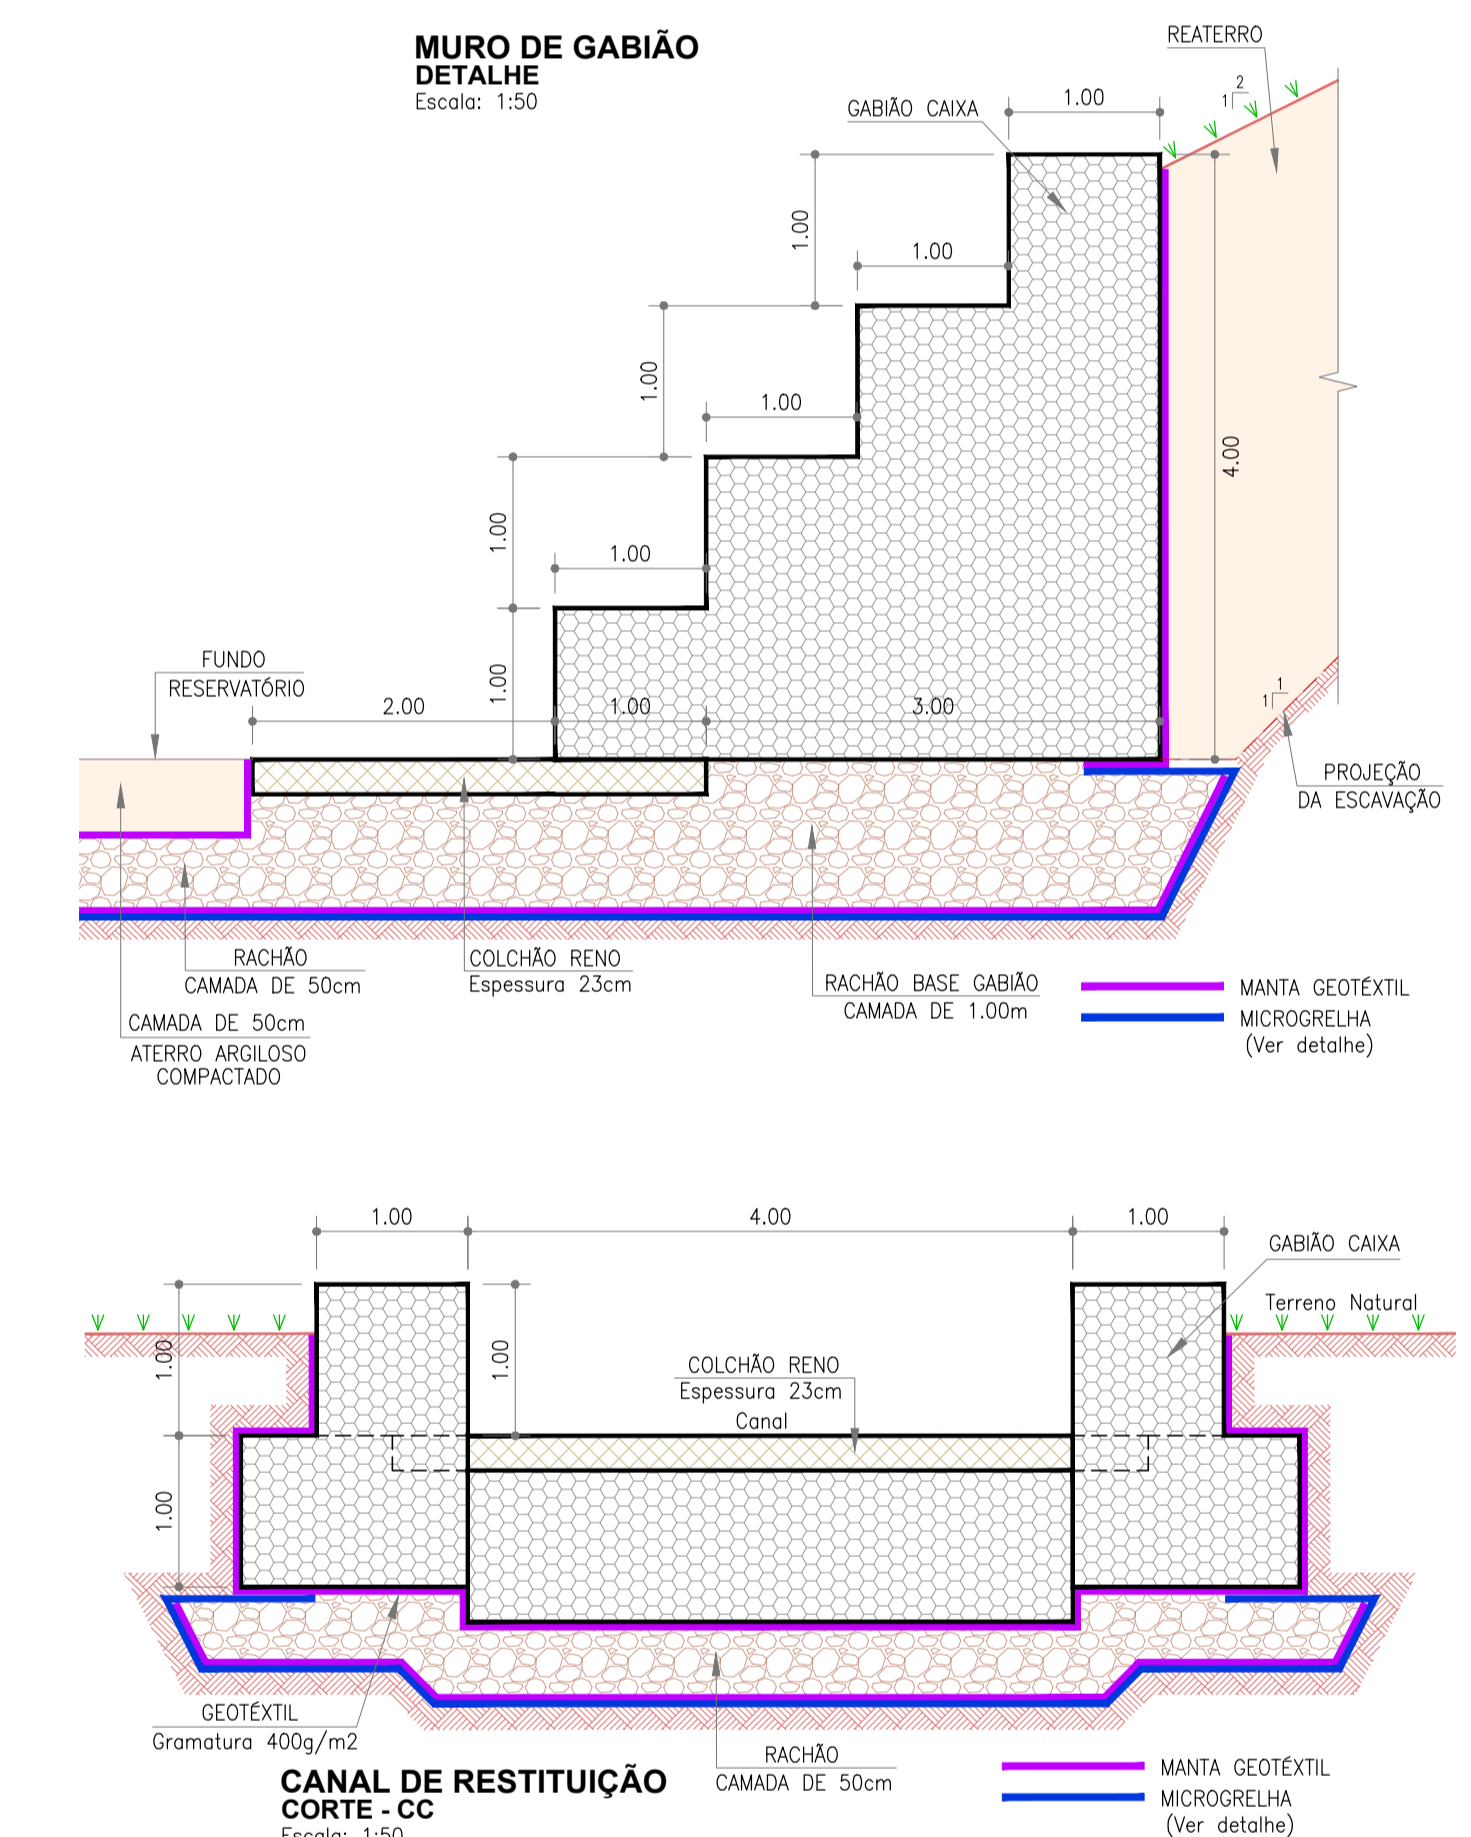 MURO DE GABIÃO
DETALHE
Escala: 1:50
REATERRO
2
1
GABIÃO CAIXA
1.00
1.00
1.00
1.00
1.00
4.00
1.00
1.00
1.00
FUNDO
RESERVATÓRIO
2.00
1.00
3.00
1
1
PROJEÇÃO
DA ESCAVAÇÃO
RACHÃO
CAMADA DE 50cm
COLCHÃO RENO
Espessura 23cm
RACHÃO BASE GABIÃO
CAMADA DE 1.00m
MANTA GEOTÉXTIL
MICROGRELHA
(Ver detalhe)
CAMADA DE 50cm
ATERRO ARGILOSO
COMPACTADO
1.00
4.00
1.00
GABIÃO CAIXA
Terreno Natural
1.00
1.00
COLCHÃO RENO
Espessura 23cm
Canal
1.00
GEOTÉXTIL
Gramatura 400g/m2
RACHÃO
CAMADA DE 50cm
MANTA GEOTÉXTIL
MICROGRELHA
(Ver detalhe)
CANAL DE RESTITUIÇÃO
CORTE - CC
Escala: 1:50